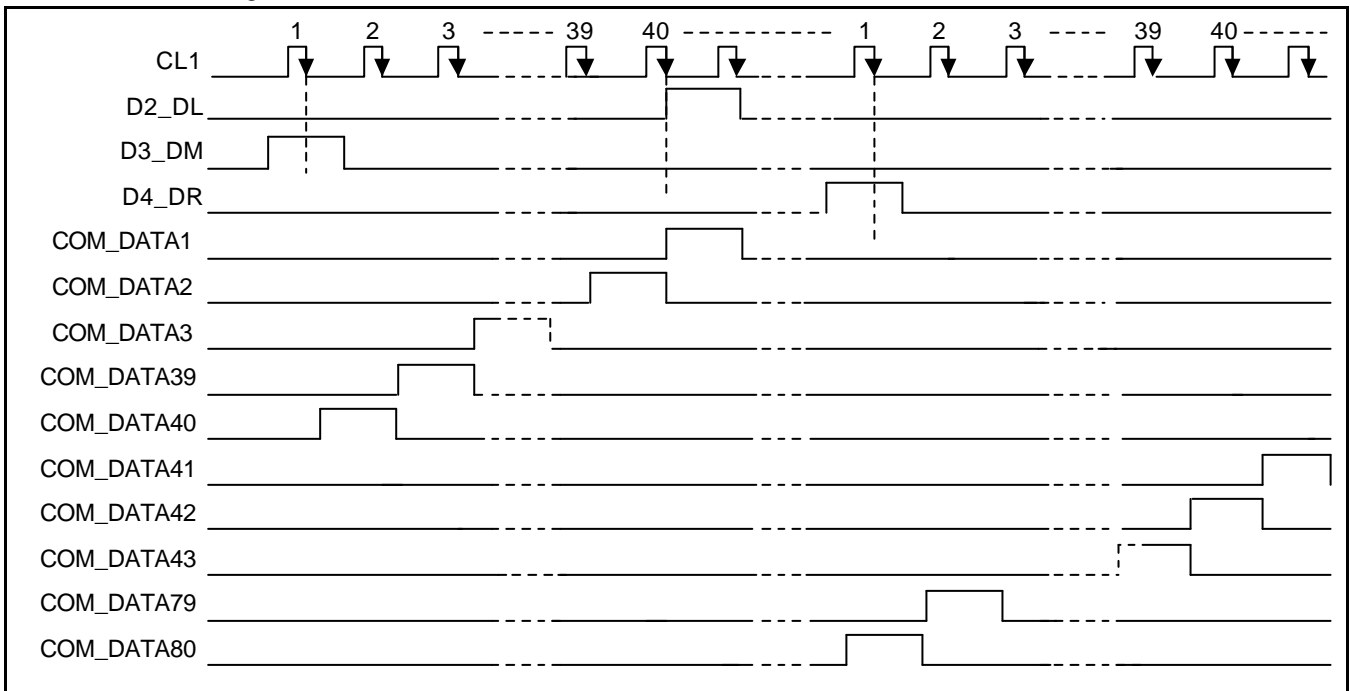 1 2 3 39 40 1 2 3 39 40
CL1
D2_DL
D3_DM
D4_DR
COM_DATA1
COM_DATA2
COM_DATA3
COM_DATA39
COM_DATA40
COM_DATA41
COM_DATA42
COM_DATA43
COM_DATA79
COM_DATA80